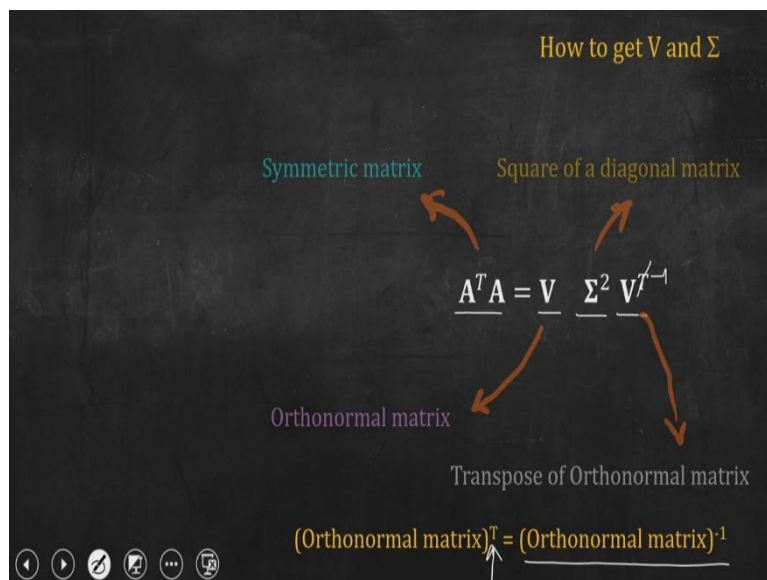 How to get V and Σ
Symmetric matrix
Square of a diagonal matrix
AᵀA = V Σ² Vᵀ ⁻¹
Orthonormal matrix
Transpose of Orthonormal matrix
(Orthonormal matrix)ᵀ = (Orthonormal matrix)⁻¹